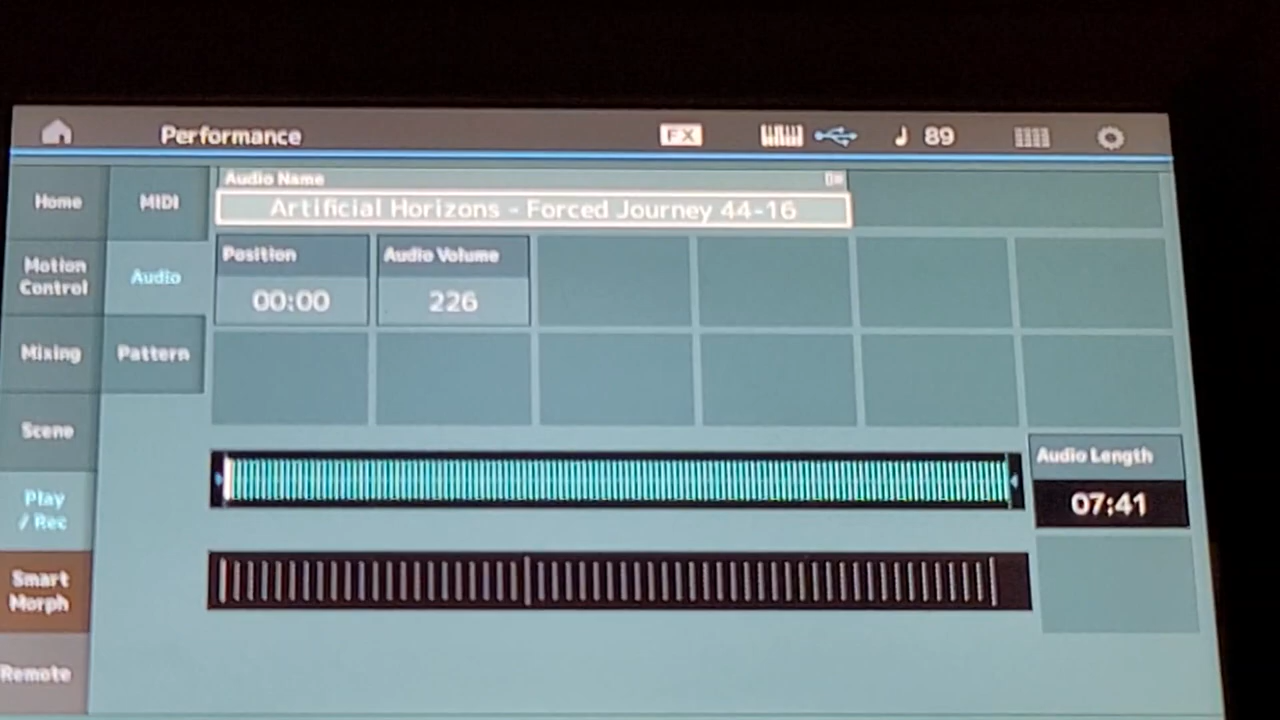 Performance FX 89
Audio Name
Home MIDI Artificial Horizons - Forced Journey 44-16
Position Audio Volume
Motion
Control Audio
00:00 226
Mixing Pattern
Scene
Audio Length
Play
/ Rec 07:41
Smart
Morph
Remote